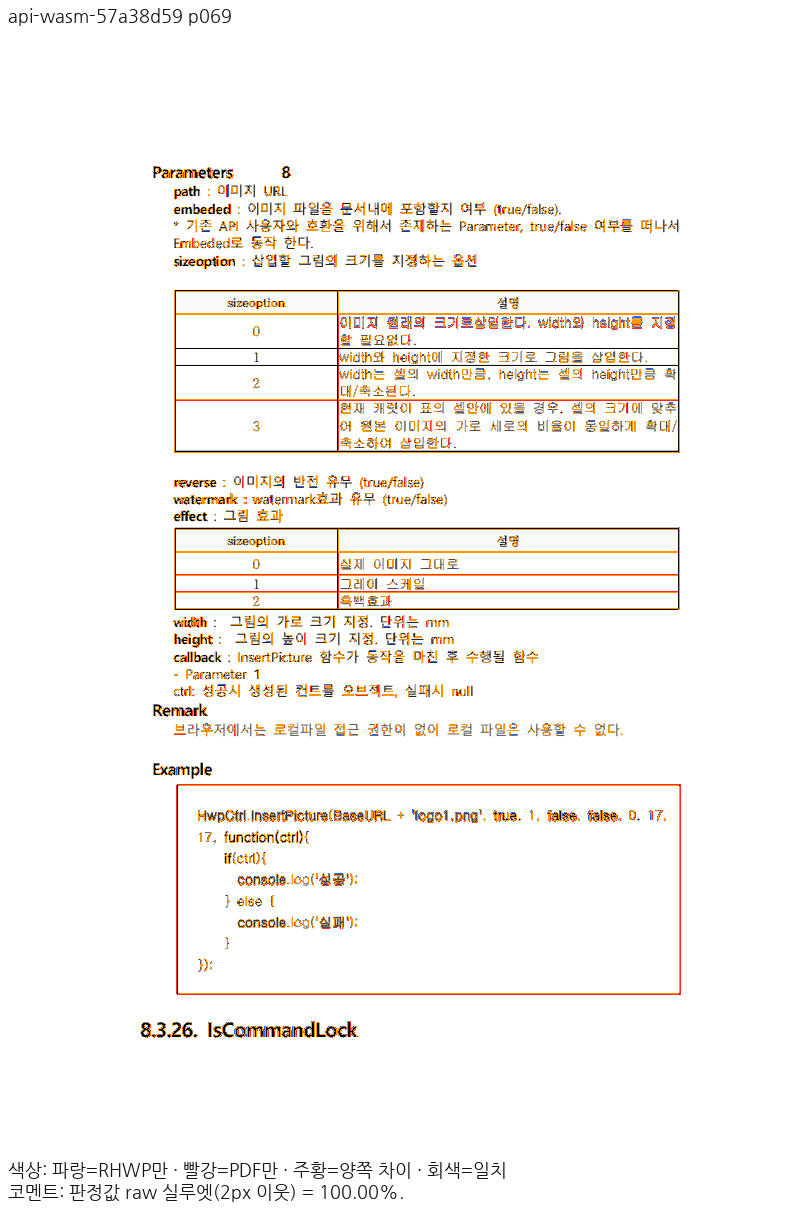 api-wasm-57a38d59 p069
Parameters 8
path : 이미지 URL
embeded : 이미지 파일을 문서내에 포함할지 여부 (true/false).
* 기존 API 사용자와 호환을 위해서 존재하는 Parameter, true/false 여부를 떠나서
Embeded로 동작 한다.
sizeoption : 삽입할 그림의 크기를 지정하는 옵션
sizeoption 설명
0 이미지 원래의 크기로삽입한다. width와 height를 지정
할 필요없다.
1 width와 height에 지정한 크기로 그림을 삽입한다.
2 width는 셀의 width만큼, height는 셀의 height만큼 확
대/축소된다.
3 현재 캐럿이 표의 셀안에 있을 경우, 셀의 크기에 맞추
어 원본 이미지의 가로 세로의 비율이 동일하게 확대/
축소하여 삽입한다.
reverse : 이미지의 반전 유무 (true/false)
watermark : watermark효과 유무 (true/false)
effect : 그림 효과
sizeoption 설명
0 실제 이미지 그대로
1 그레이 스케일
2 흑백효과
width : 그림의 가로 크기 지정. 단위는 mm
height : 그림의 높이 크기 지정. 단위는 mm
callback : InsertPicture 함수가 동작을 마친 후 수행될 함수
- Parameter 1
ctrl: 성공시 생성된 컨트롤 오브젝트, 실패시 null
Remark
브라우저에서는 로컬파일 접근 권한이 없어 로컬 파일은 사용할 수 없다.
Example
HwpCtrl.InsertPicture(BaseURL + 'logo1.png', true, 1, false, false, 0, 17,
17, function(ctrl){
if(ctrl){
console.log('성공');
} else {
console.log('실패');
}
});
8.3.26. IsCommandLock
색상: 파랑=RHWP만 · 빨강=PDF만 · 주황=양쪽 차이 · 회색=일치
코멘트: 판정값 raw 실루엣(2px 이웃) = 100.00%.